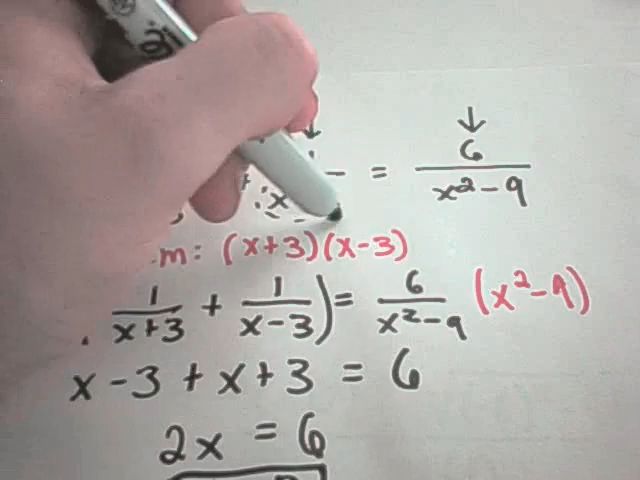 6
+ x = ―――
x² - 9
m: (x+3)(x-3)
1/(x+3) + 1/(x-3) ) = 6/(x²-9) (x²-9)
x - 3 + x + 3 = 6
2x = 6